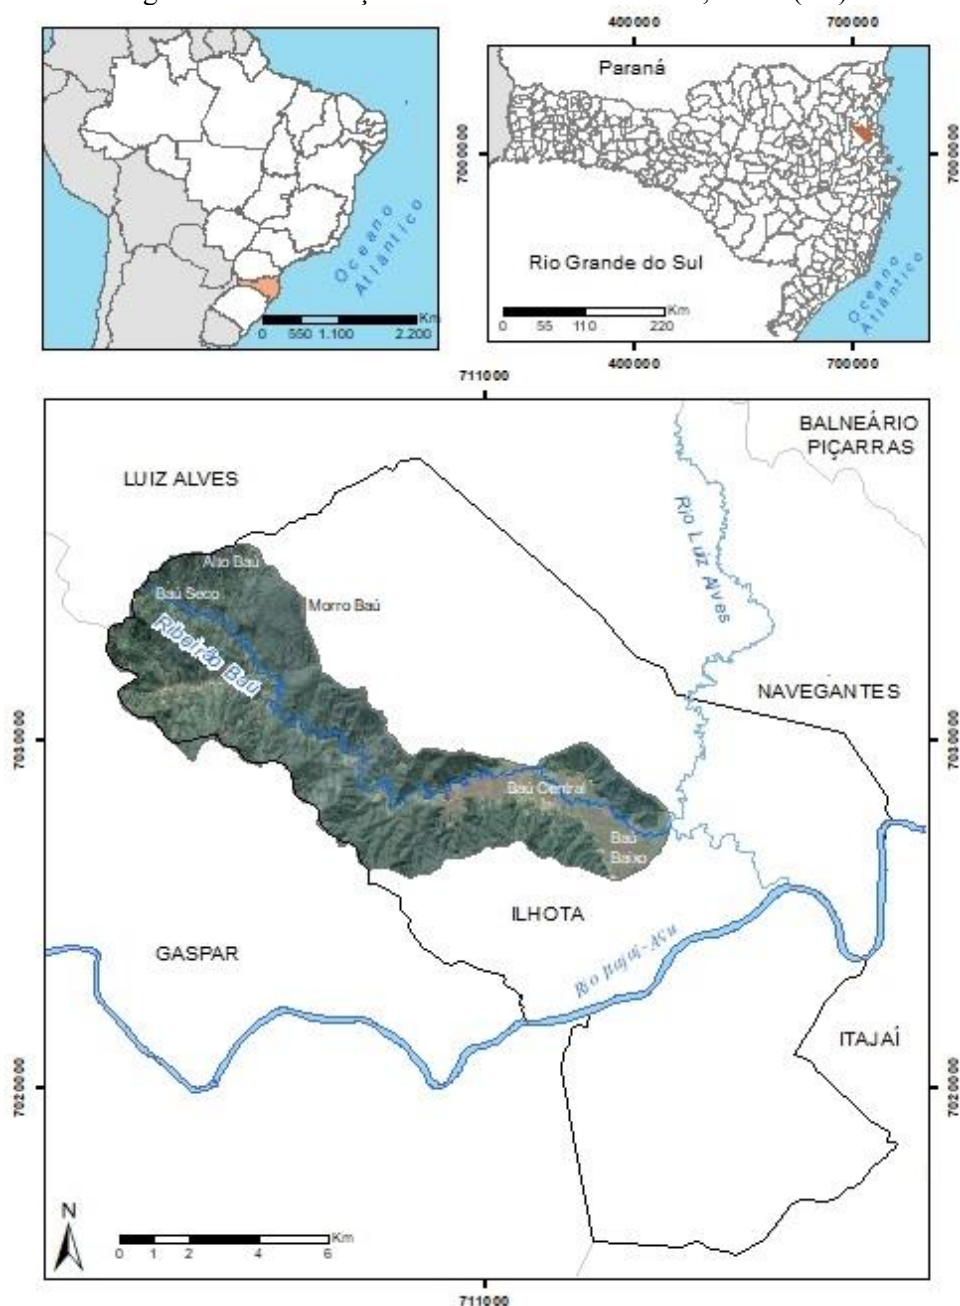 400000
700000
Paraná
7000000
7000000
Rio Grande do Sul
Oceano
Atlântico
Km
0
550
1.100
2.200
Oceano
Atlântico
Km
0
55
110
220
400000
700000
711000
BALNEÁRIO
PIÇARRAS
LUIZ ALVES
Rio Luiz Alves
Alto Baú
Baú Seco
Morro Baú
Ribeirão Baú
NAVEGANTES
7030000
7030000
Baú Central
Baú
Baixo
ILHOTA
GASPAR
Rio Itajaí-Açu
ITAJAÍ
7020000
7020000
N
Km
0
1
2
4
6
711000